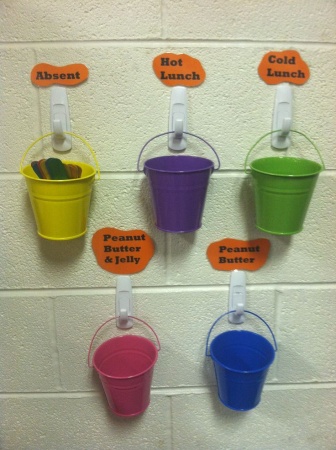 Absent
Hot
Lunch
Cold
Lunch
Peanut
Butter
& Jelly
Peanut
Butter